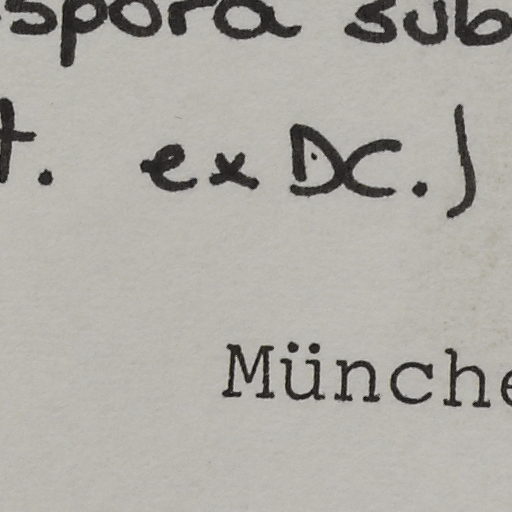 spora sub
t. ex DC.)
Münche